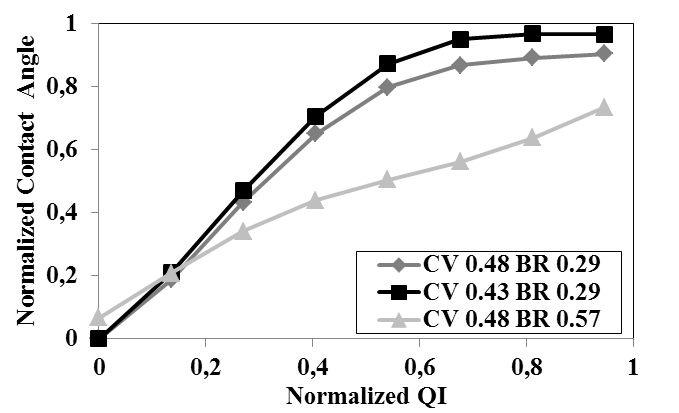 Normalized Contact Angle
1
0,8
0,6
0,4
0,2
0
CV 0.48 BR 0.29
CV 0.43 BR 0.29
CV 0.48 BR 0.57
0 0,2 0,4 0,6 0,8 1
Normalized QI